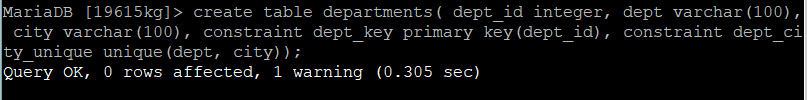 MariaDB [19615kg]> create table departments( dept_id integer, dept varchar(100),
 city varchar(100), constraint dept_key primary key(dept_id), constraint dept_ci
ty_unique unique(dept, city));
Query OK, 0 rows affected, 1 warning (0.305 sec)